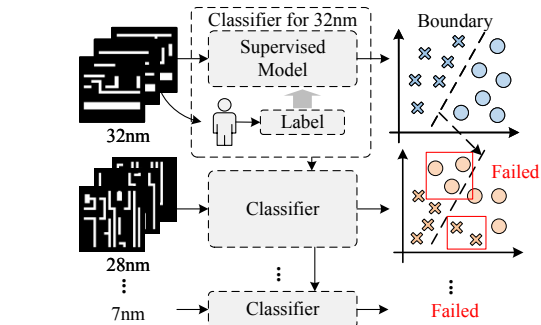 Classifier for 32nm
Boundary
Supervised
Model
Label
32nm
Failed
Classifier
28nm
7nm
Classifier
Failed